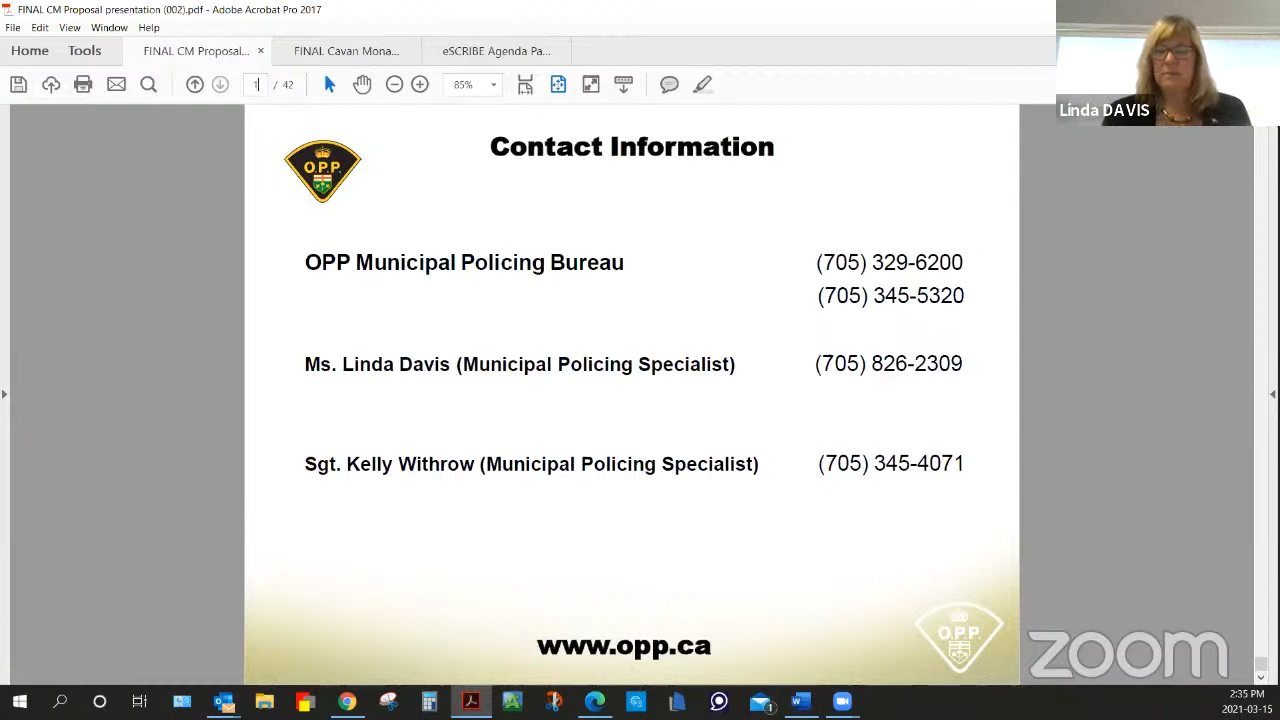 FINAL CM Proposal presentation (002).pdf - Adobe Acrobat Pro 2017
File Edit View Window Help
Home Tools FINAL CM Proposal... × FINAL Cavan Mona... eSCRIBE Agenda Pa...
1 / 42 85%
Linda DAVIS
O.P.P.
Contact Information
OPP Municipal Policing Bureau (705) 329-6200
(705) 345-5320
Ms. Linda Davis (Municipal Policing Specialist) (705) 826-2309
Sgt. Kelly Withrow (Municipal Policing Specialist) (705) 345-4071
www.opp.ca
O.P.P.
zoom
2:35 PM
2021-03-15